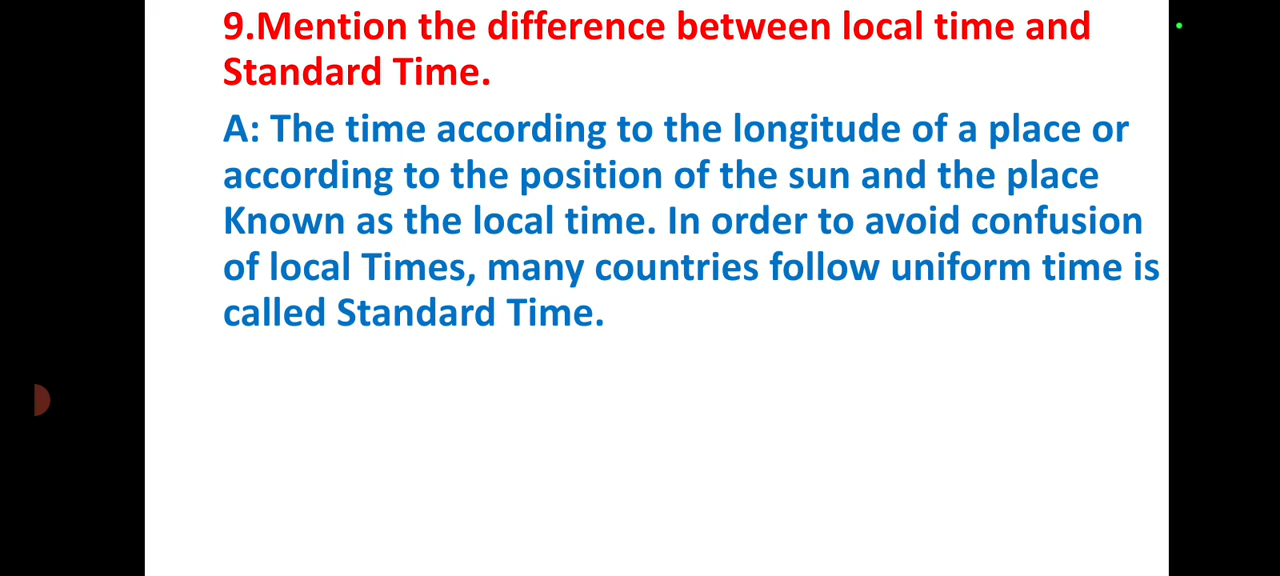 9.Mention the difference between local time and
Standard Time.
A: The time according to the longitude of a place or
according to the position of the sun and the place
Known as the local time. In order to avoid confusion
of local Times, many countries follow uniform time is
called Standard Time.